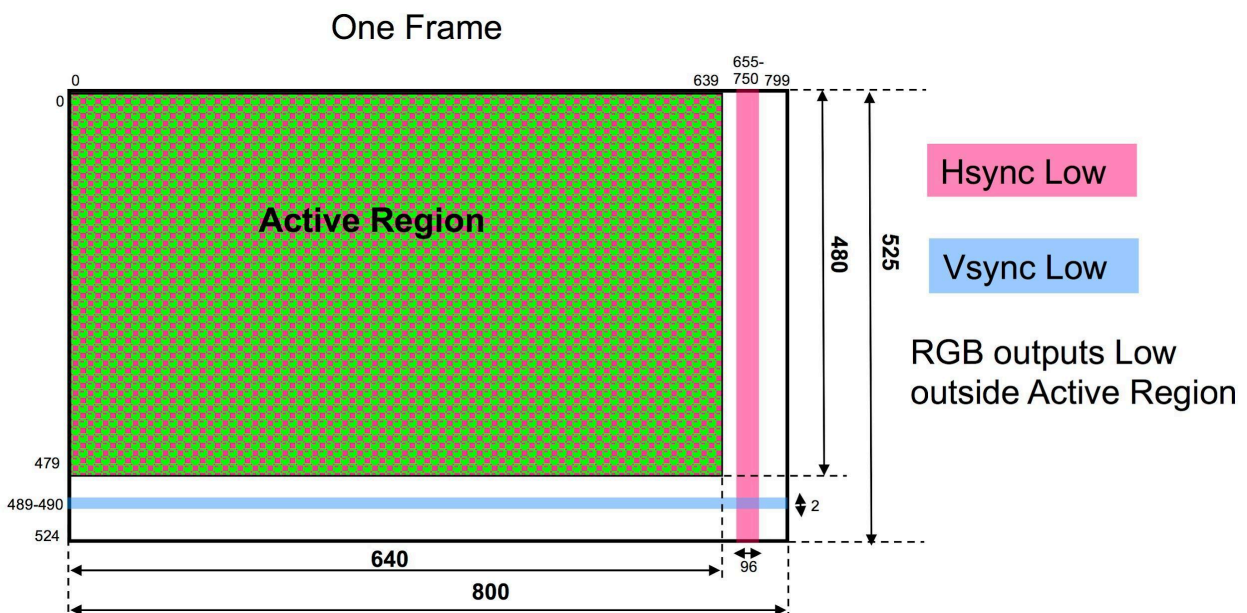 One Frame
655-
0 639 750 799
0
Active Region
Hsync Low
480
525
Vsync Low
RGB outputs Low
outside Active Region
479
489-490
2
524
640
96
800